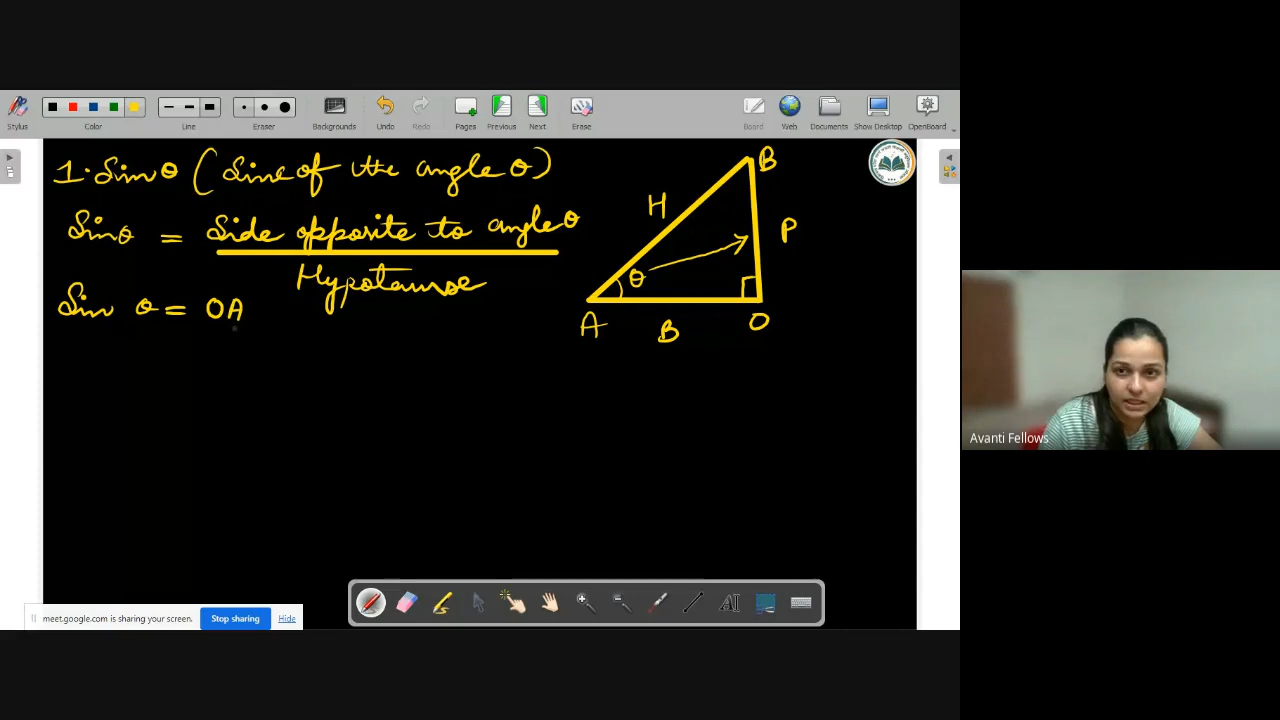 Stylus
Color
Line
Eraser
Backgrounds
Undo
Redo
Pages
Previous
Next
Erase
Board
Web
Documents
Show Desktop
OpenBoard
1. Sinθ (Sine of the angle θ)
Sinθ = Side opposite to angle θ
Hypotenuse
Sin θ = OA
B
H
P
θ
A
B
O
Avanti Fellows
meet.google.com is sharing your screen.
Stop sharing
Hide